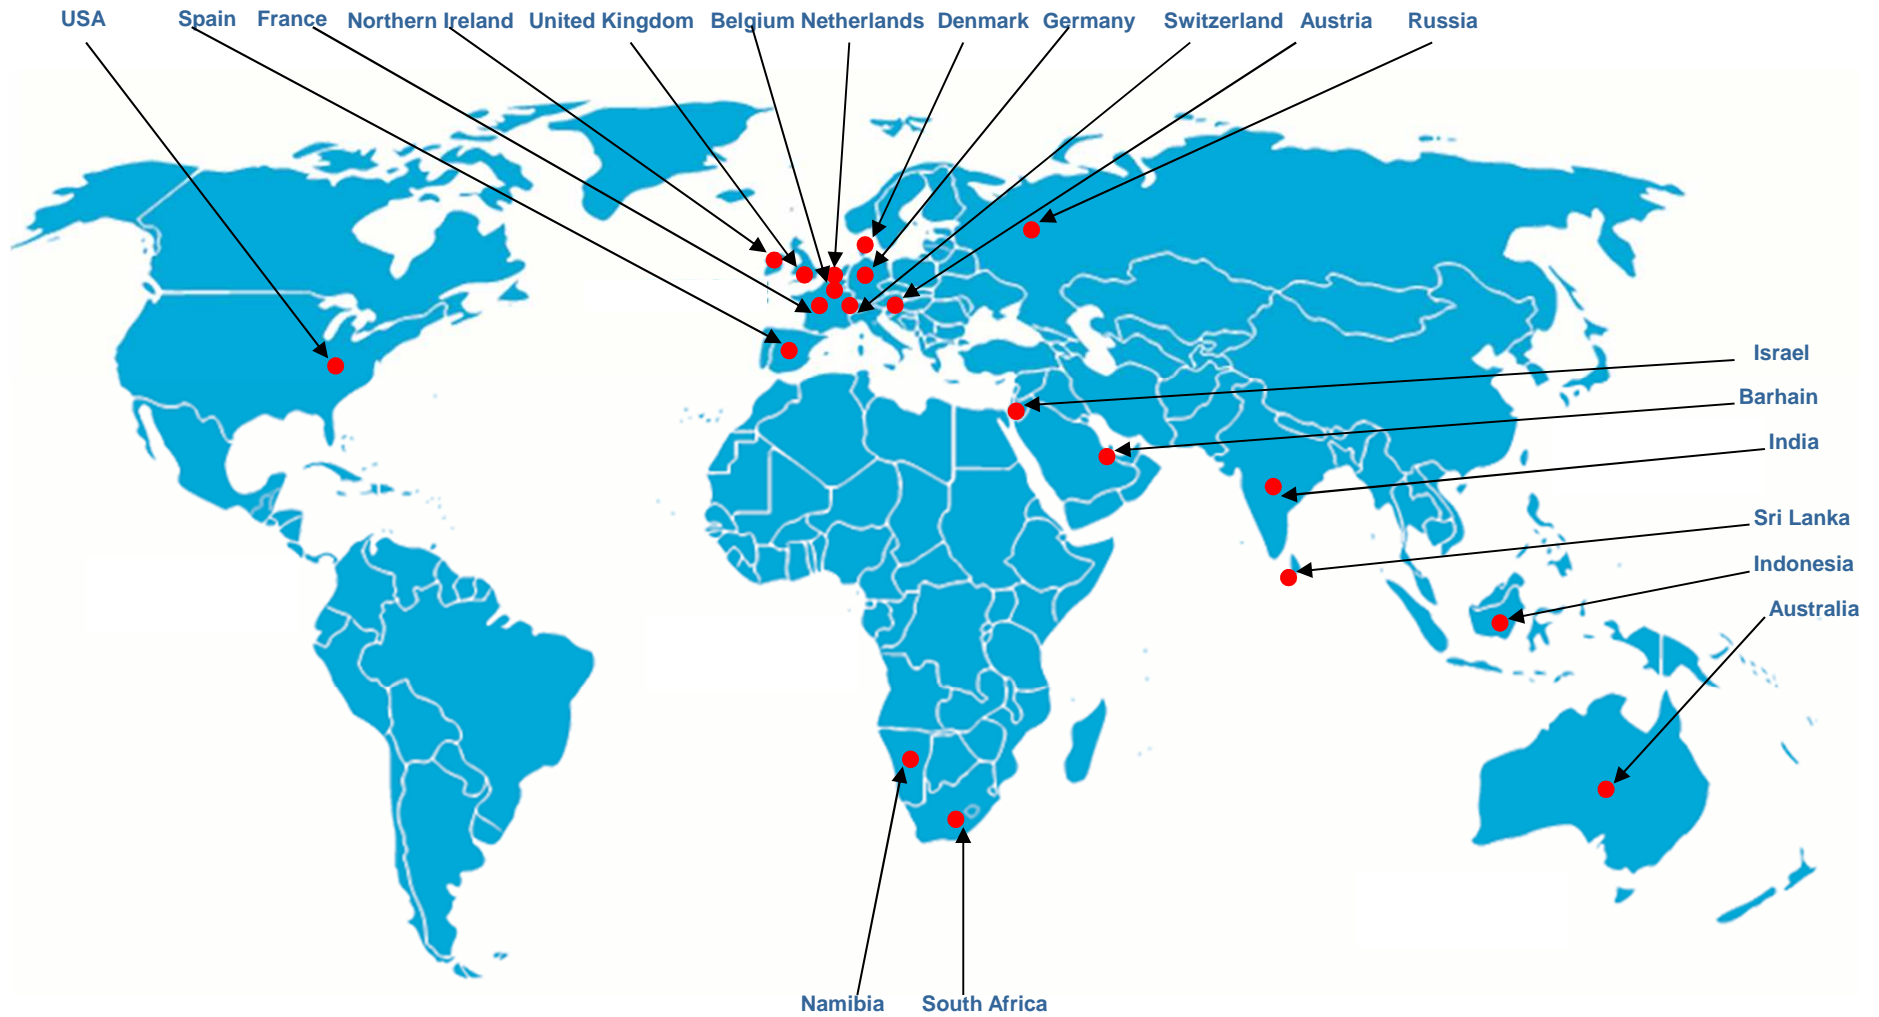 USA Spain France Northern Ireland United Kingdom Belgium Netherlands Denmark Germany Switzerland Austria Russia
Israel
Barhain
India
Sri Lanka
Indonesia
Australia
Namibia South Africa